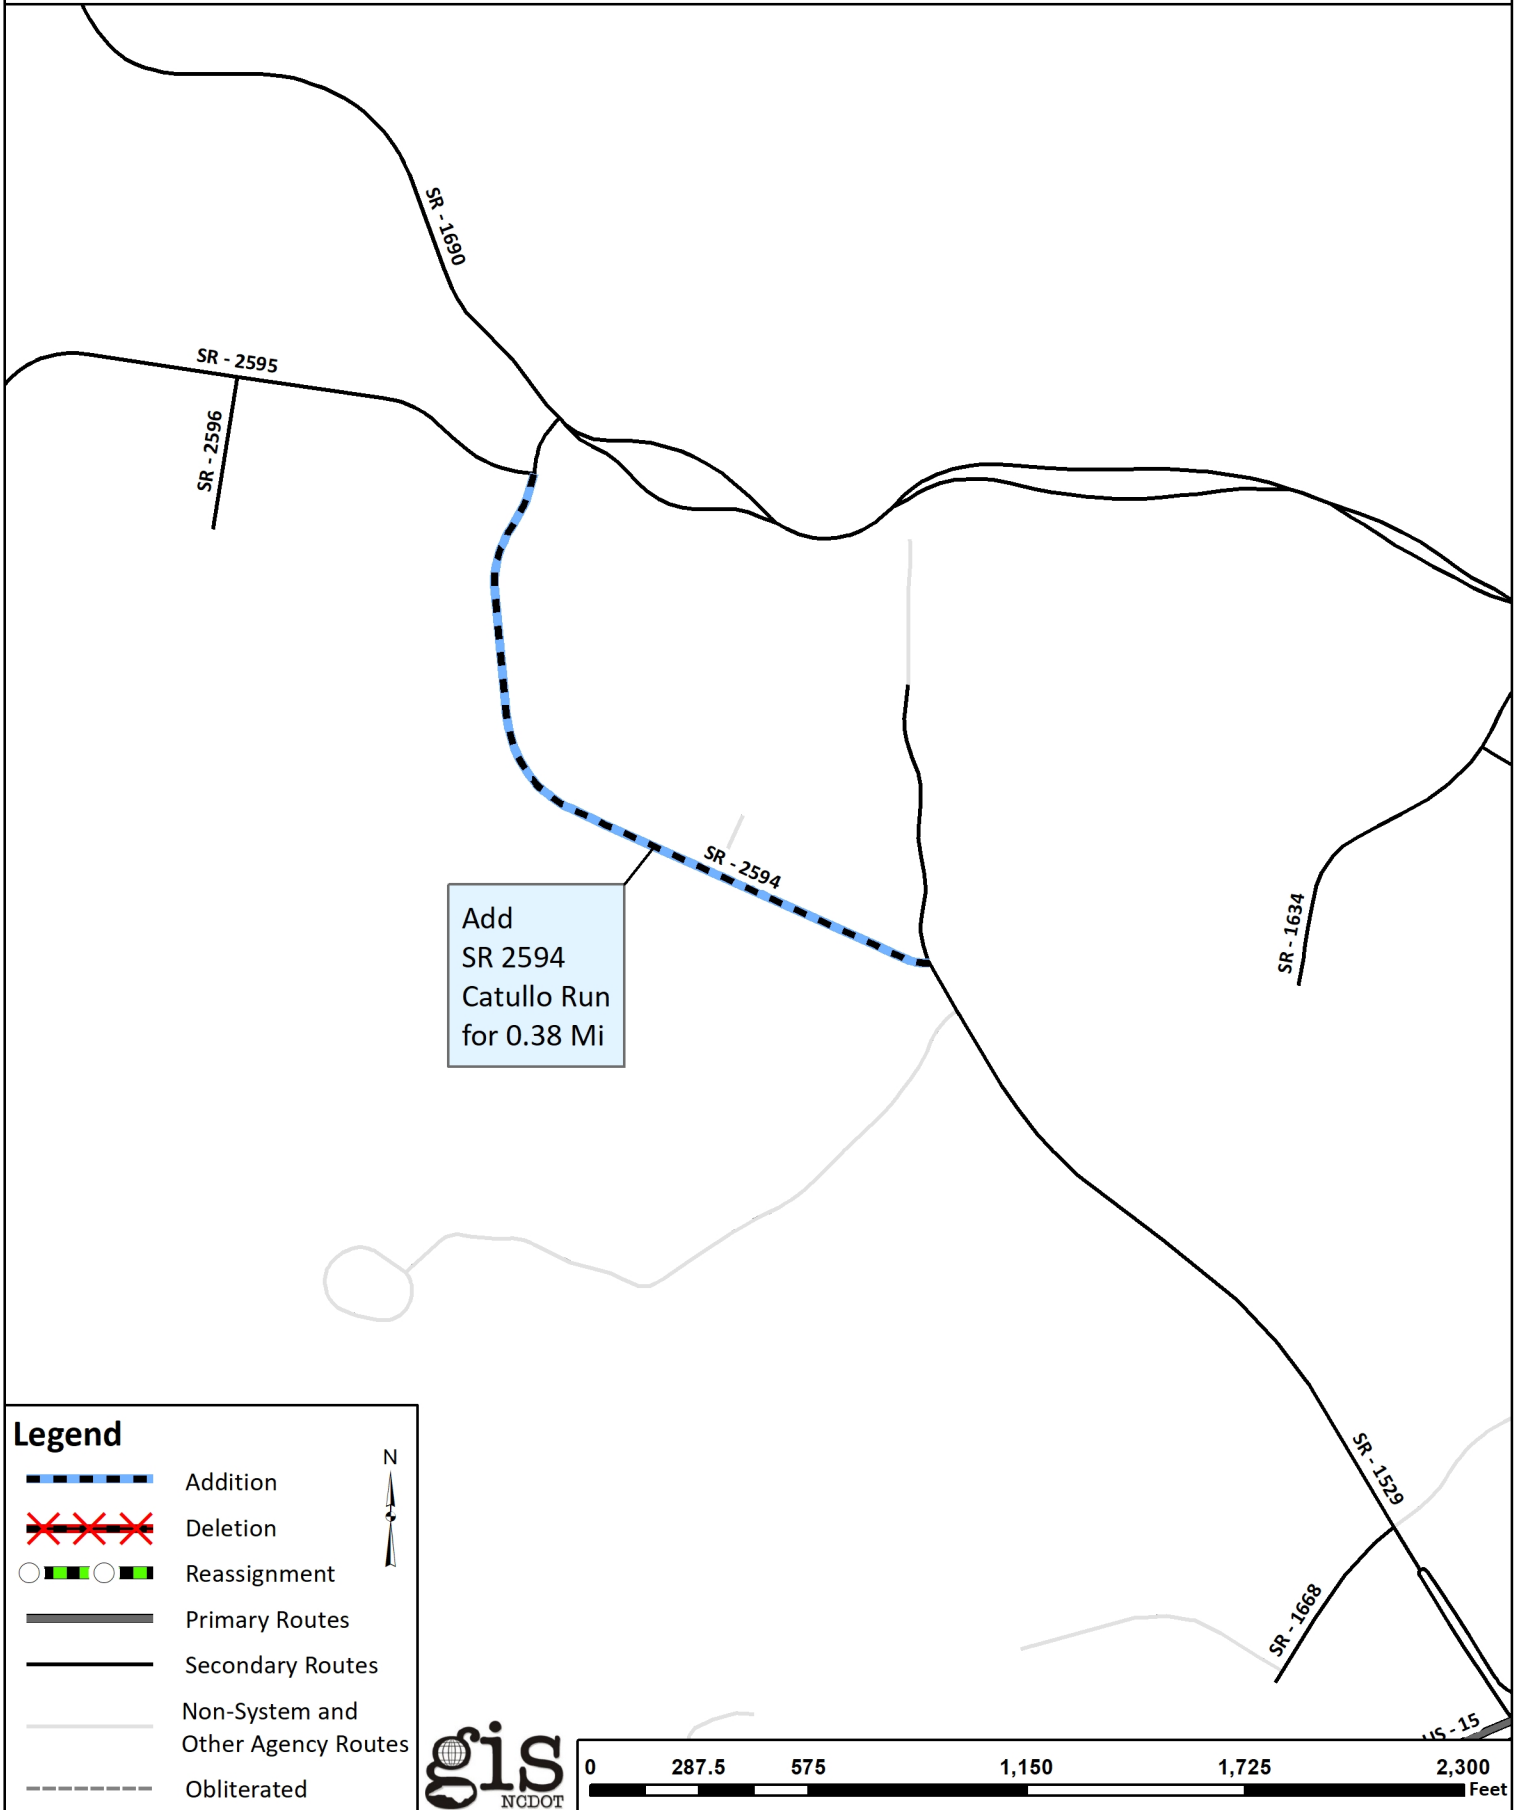 SR - 1690
SR - 2595
SR - 2596
SR - 2594
Add
SR 2594
Catullo Run
for 0.38 Mi
SR - 1634
SR - 1529
SR - 1668
US - 15
Legend
N
Addition
Deletion
Reassignment
Primary Routes
Secondary Routes
Non-System and
Other Agency Routes
Obliterated
gis
NCDOT
0 287.5 575 1,150 1,725 2,300
Feet